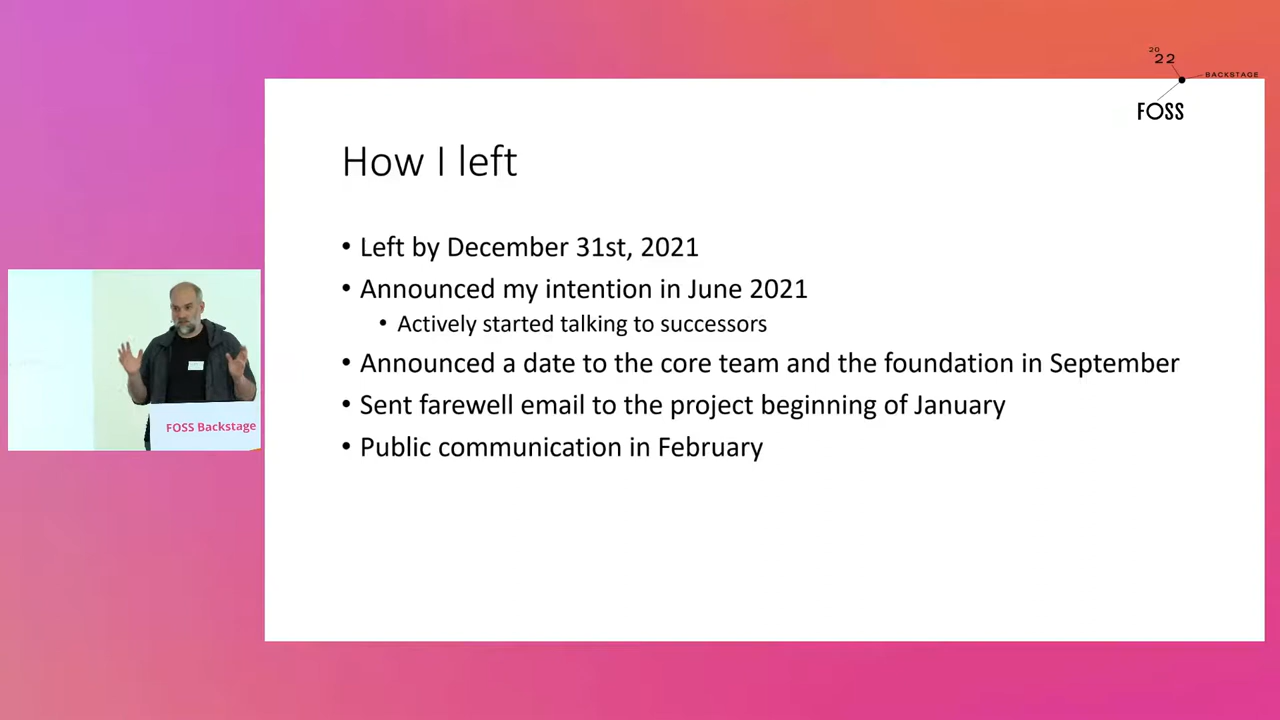 20
22
BACKSTAGE
FOSS
How I left
• Left by December 31st, 2021
• Announced my intention in June 2021
• Actively started talking to successors
• Announced a date to the core team and the foundation in September
• Sent farewell email to the project beginning of January
• Public communication in February
FOSS Backstage